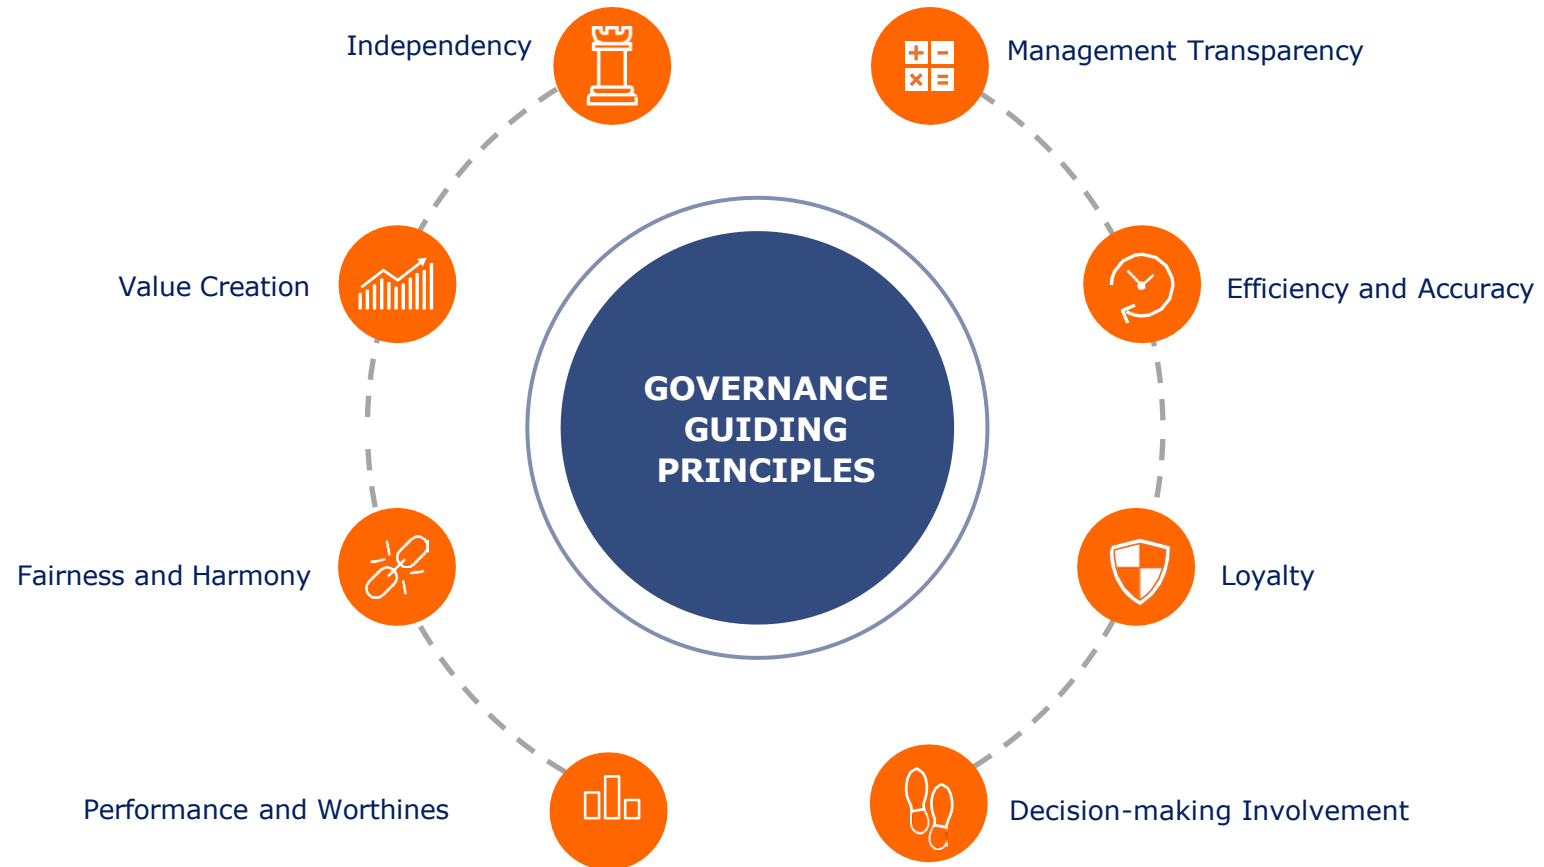 Independency
Management Transparency
Value Creation
Efficiency and Accuracy
GOVERNANCE
GUIDING
PRINCIPLES
Fairness and Harmony
Loyalty
Performance and Worthines
Decision-making Involvement